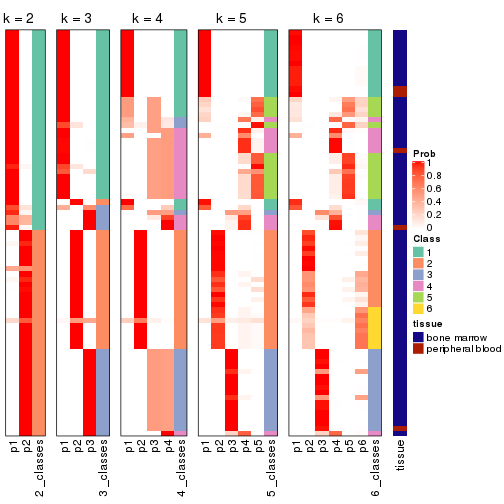 k = 2
k = 3
k = 4
k = 5
k = 6
Prob
1
0.8
0.6
0.4
0.2
0
Class
1
2
3
4
5
6
tissue
bone marrow
peripheral blood
p1
p2
2_classes
p1
p2
p3
3_classes
p1
p2
p3
p4
4_classes
p1
p2
p3
p4
p5
5_classes
p1
p2
p3
p4
p5
p6
6_classes
tissue